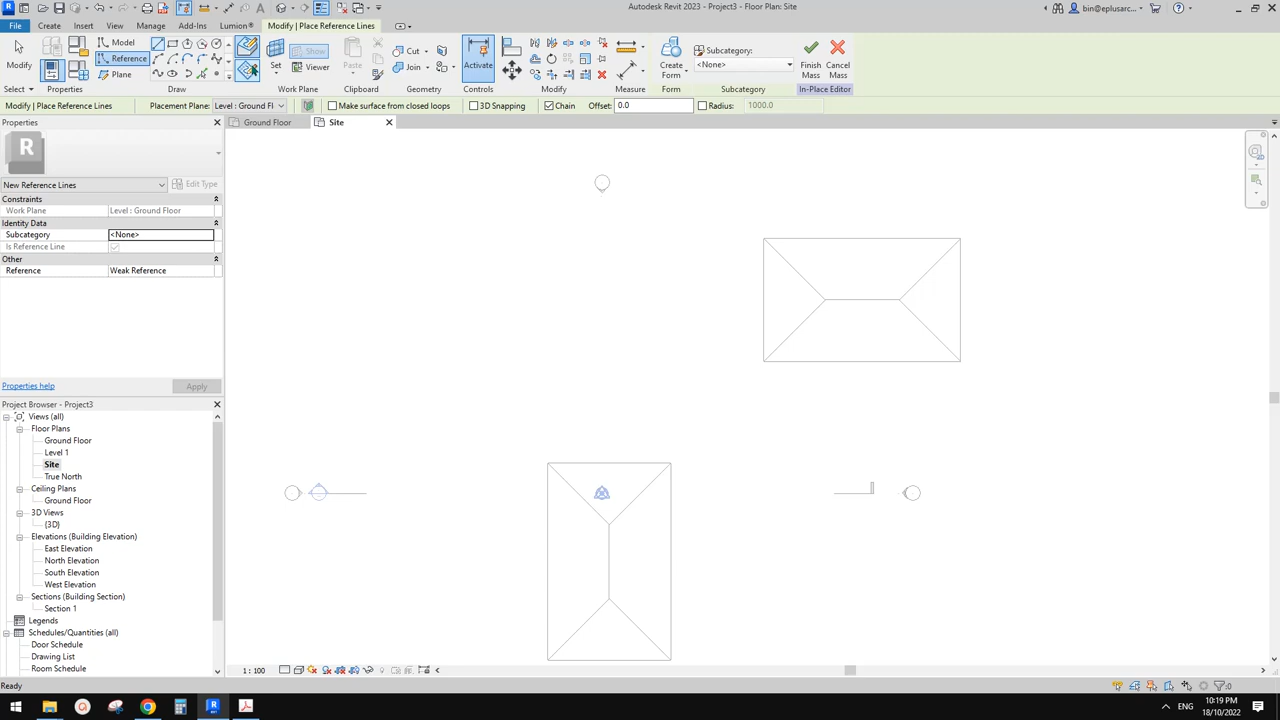 Autodesk Revit 2023 - Project3 - Floor Plan: Site
bin@eplusarc...
File Create Insert View Manage Add-Ins Lumion® Modify | Place Reference Lines
Modify
Model
Reference
Plane
Set
Show
Viewer
Paste
Cut
Join
Activate
Create Form
Subcategory:
<None>
Finish Mass
Cancel Mass
Select Properties Draw Work Plane Clipboard Geometry Controls Modify Measure Form Subcategory In-Place Editor
Modify | Place Reference Lines Placement Plane: Level : Ground Fl Make surface from closed loops 3D Snapping Chain Offset: 0.0 Radius: 1000.0
Properties
Ground Floor
Site
R
New Reference Lines
Edit Type
Constraints
Work Plane Level : Ground Floor
Identity Data
Subcategory <None>
Is Reference Line
Other
Reference Weak Reference
Properties help
Apply
Project Browser - Project3
Views (all)
Floor Plans
Ground Floor
Level 1
Site
True North
Ceiling Plans
Ground Floor
3D Views
{3D}
Elevations (Building Elevation)
East Elevation
North Elevation
South Elevation
West Elevation
Sections (Building Section)
Section 1
Legends
Schedules/Quantities (all)
Door Schedule
Drawing List
Room Schedule
1 : 100
Ready
:0
ENG
10:19 PM
18/10/2022